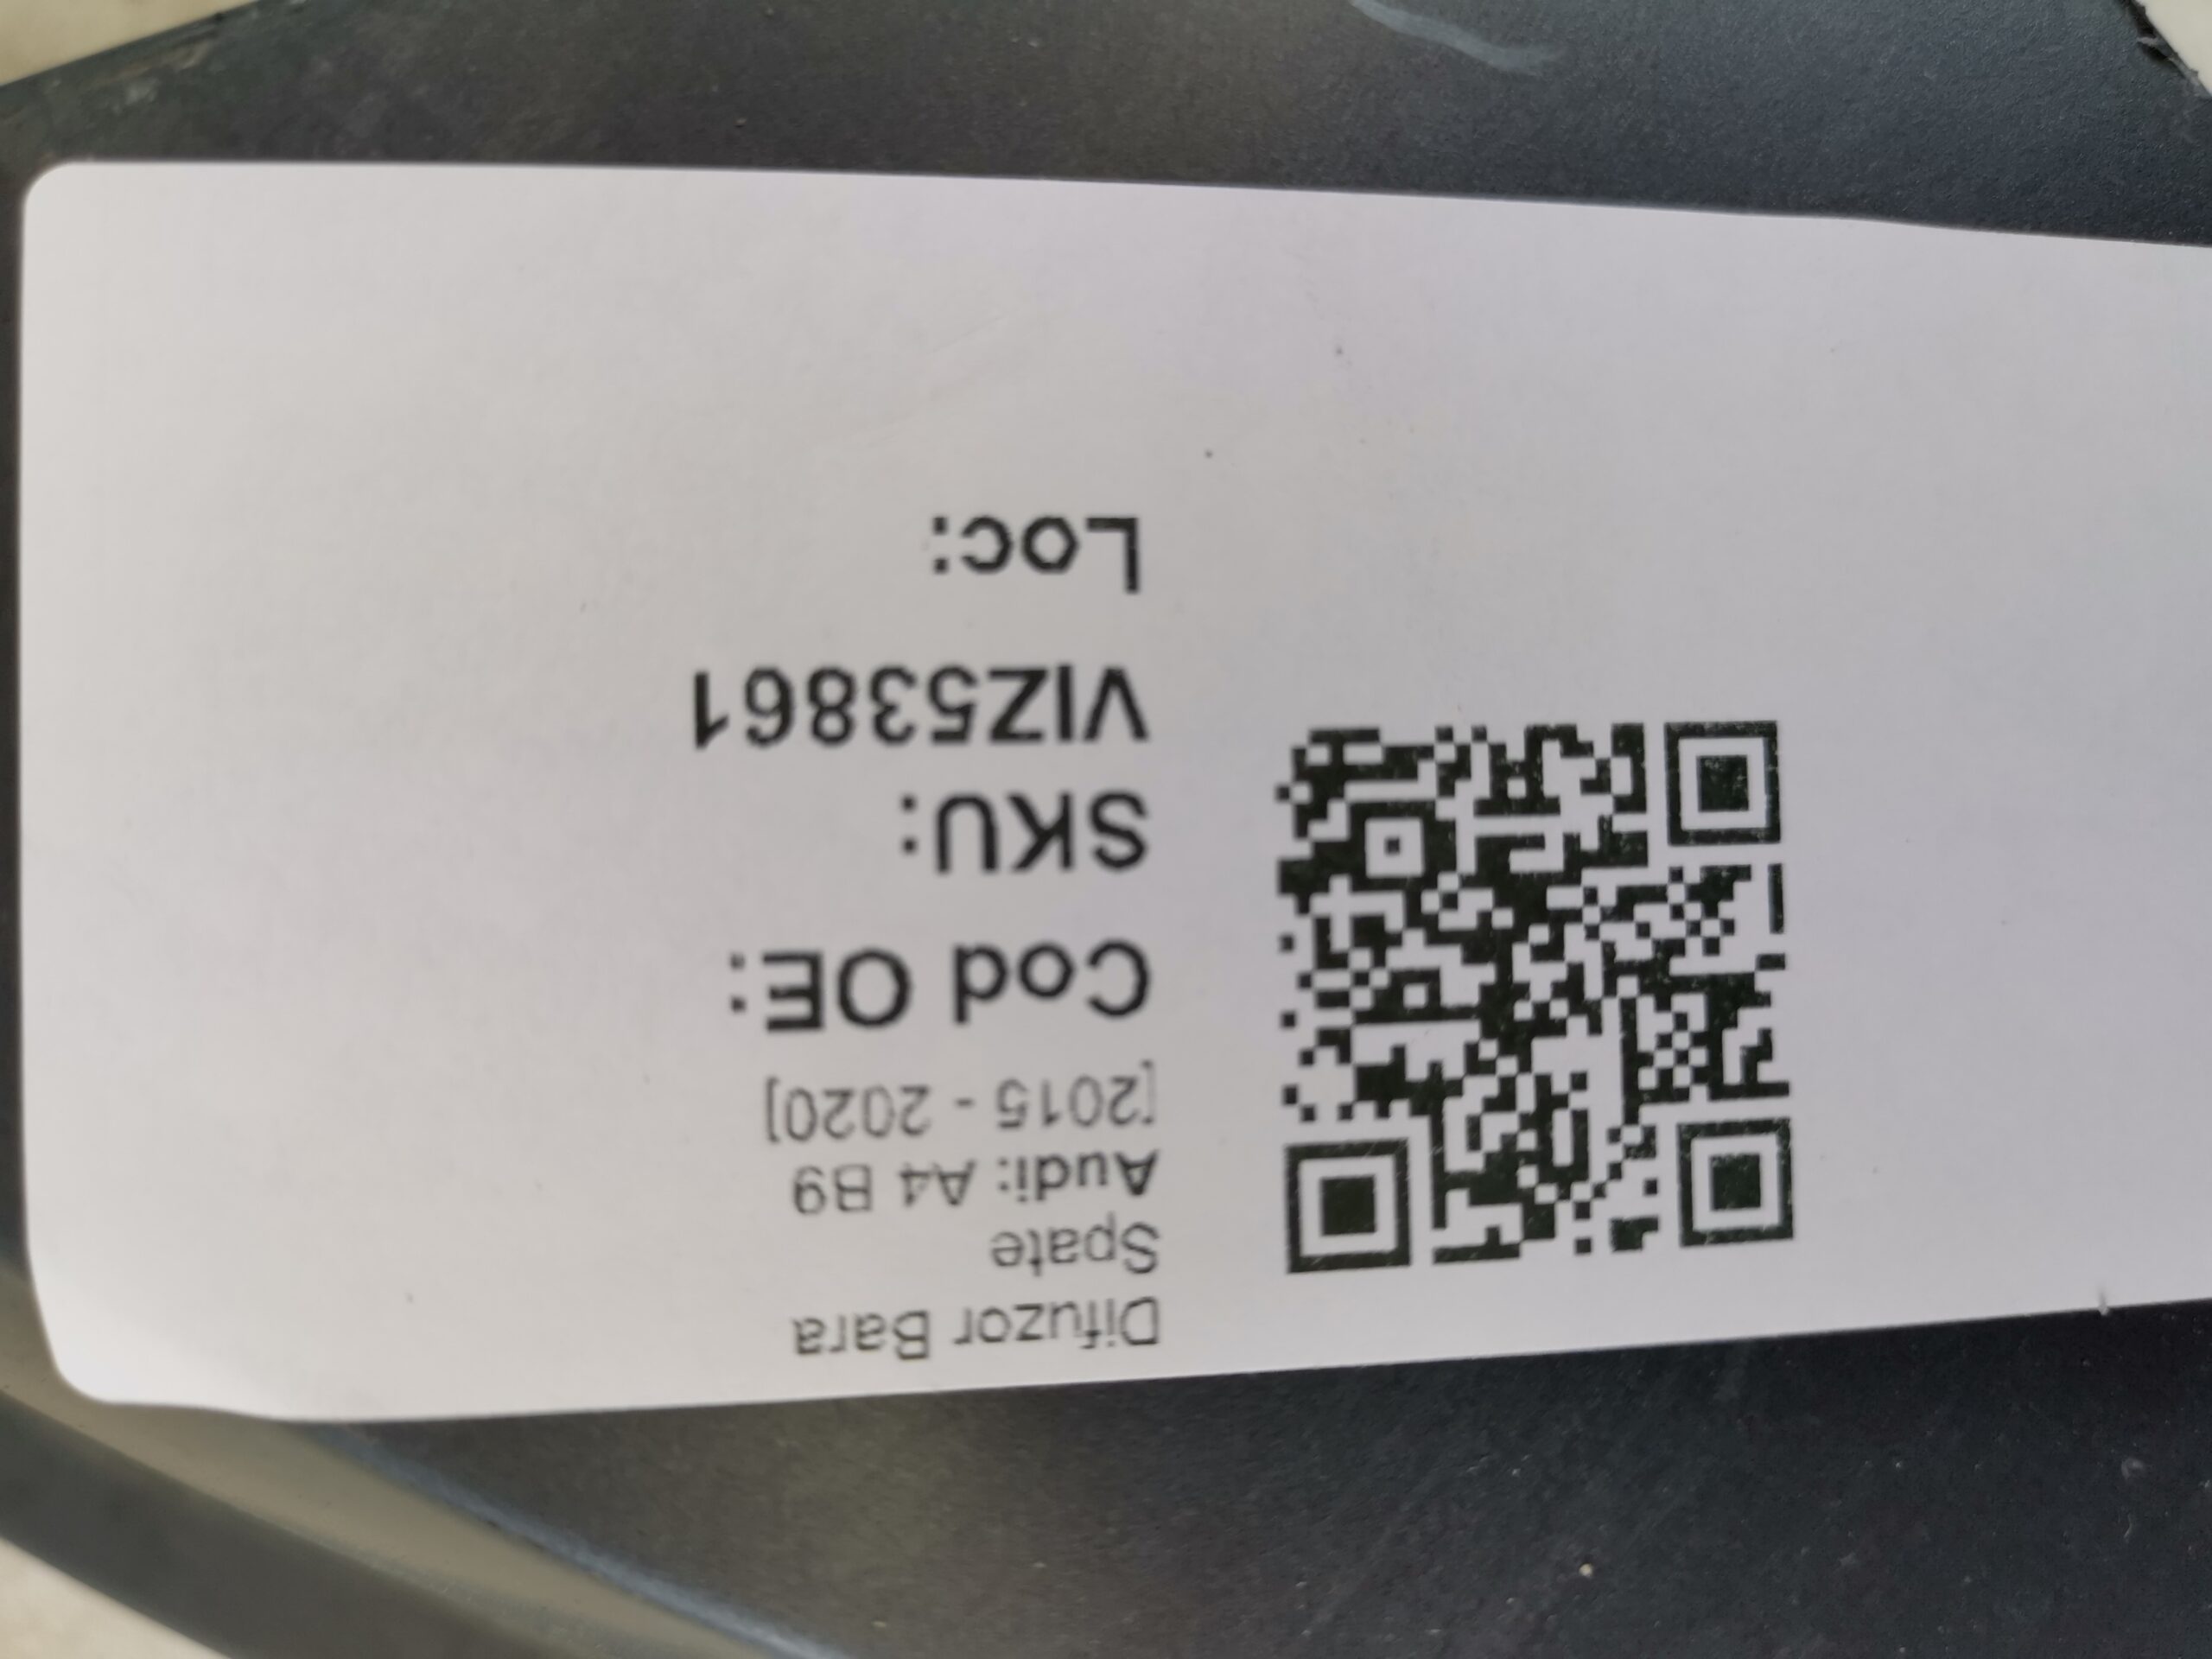 Difuzor Bara
Spate
Audi: A4 B9
[2015 - 2020]
Cod OE:
SKU:
VIZ53861
Loc: